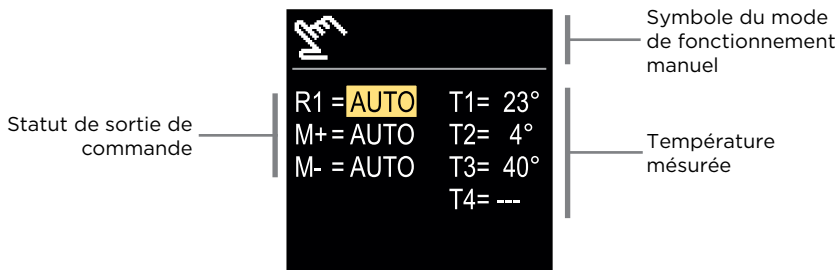 Symbole du mode
de fonctionnement
manuel
Statut de sortie de
commande
R1 = AUTO T1= 23°
M+ = AUTO T2= 4°
M- = AUTO T3= 40°
T4= ---
Température
mésurée